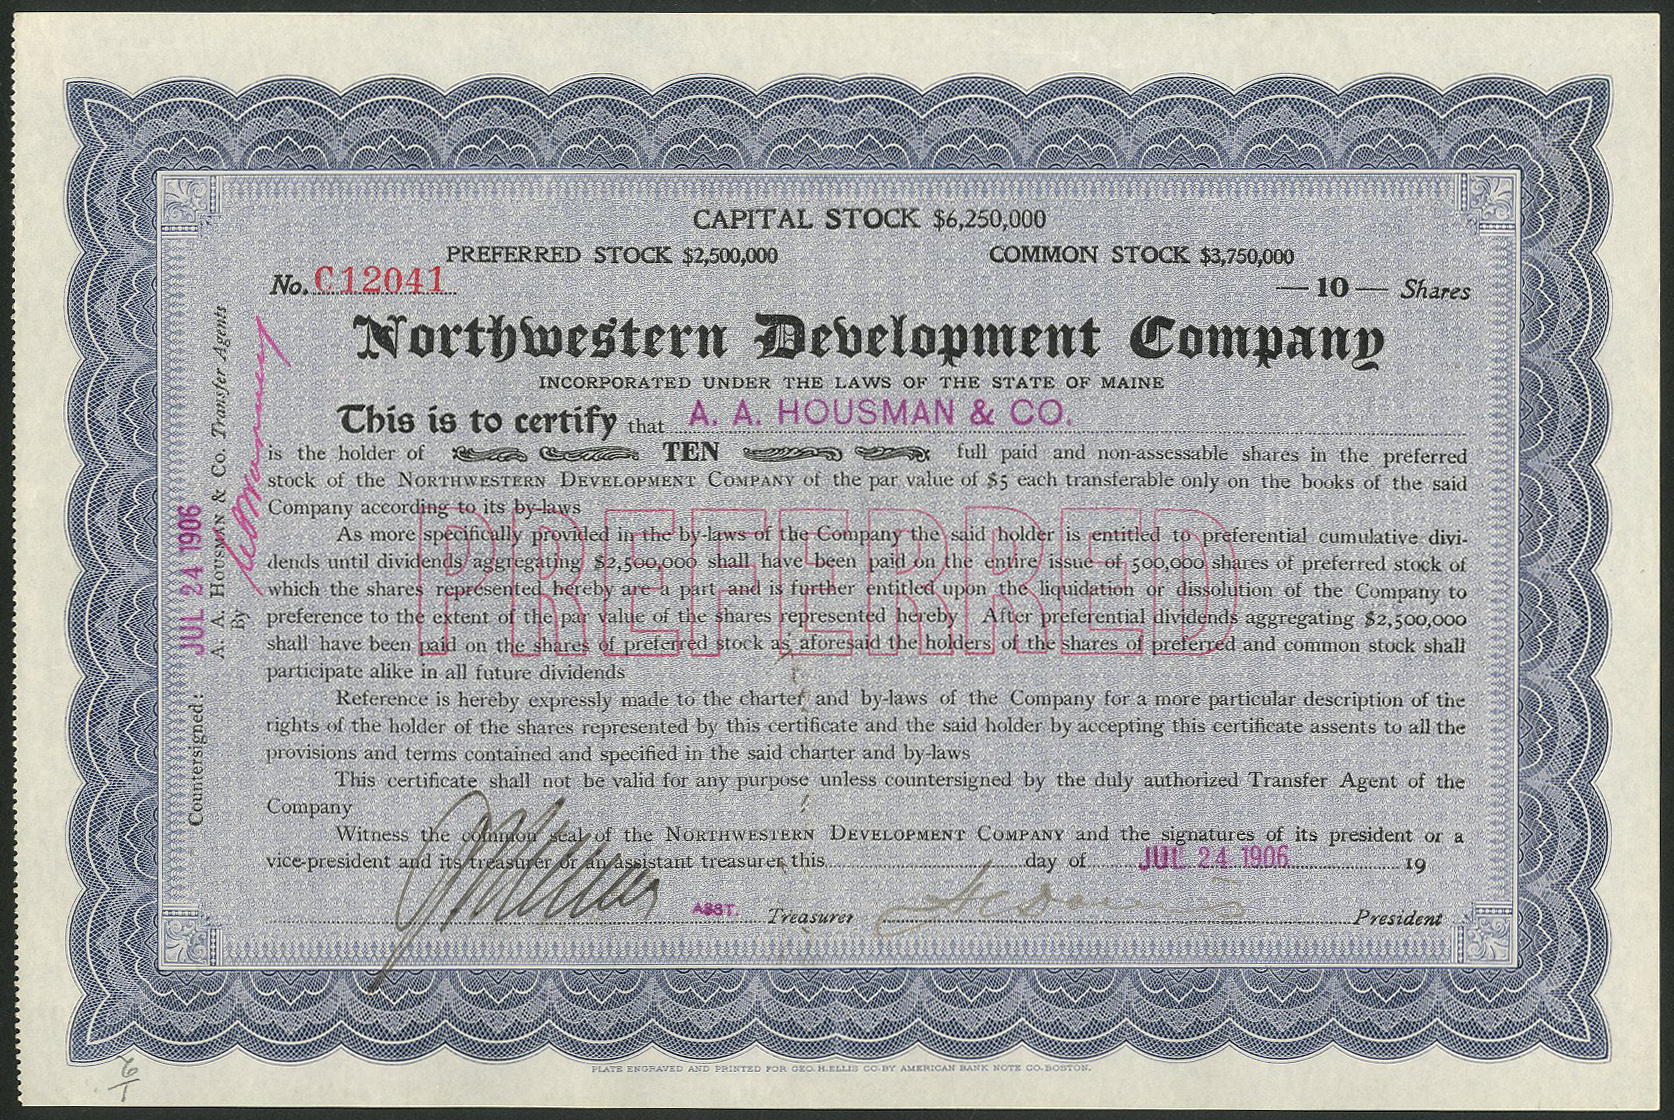 CAPITAL STOCK $6,250,000
PREFERRED STOCK $2,500,000 COMMON STOCK $3,750,000
No. C12041 — 10 — Shares
Northwestern Development Company
INCORPORATED UNDER THE LAWS OF THE STATE OF MAINE
This is to certify that A. A. HOUSMAN & CO.
is the holder of TEN full paid and non-assessable shares in the preferred
stock of the NORTHWESTERN DEVELOPMENT COMPANY of the par value of $5 each transferable only on the books of the said
Company according to its by-laws
As more specifically provided in the by-laws of the Company the said holder is entitled to preferential cumulative divi-
dends until dividends aggregating $2,500,000 shall have been paid on the entire issue of 500,000 shares of preferred stock of
which the shares represented hereby are a part and is further entitled upon the liquidation or dissolution of the Company to
preference to the extent of the par value of the shares represented hereby After preferential dividends aggregating $2,500,000
shall have been paid on the shares of preferred stock as aforesaid the holders of the shares of preferred and common stock shall
participate alike in all future dividends
PREFERRED
Reference is hereby expressly made to the charter and by-laws of the Company for a more particular description of the
rights of the holder of the shares represented by this certificate and the said holder by accepting this certificate assents to all the
provisions and terms contained and specified in the said charter and by-laws
This certificate shall not be valid for any purpose unless countersigned by the duly authorized Transfer Agent of the
Company
Witness the common seal of the NORTHWESTERN DEVELOPMENT COMPANY and the signatures of its president or a
vice-president and its treasurer or an assistant treasurer this day of JUL 24 1906 19
ASST. Treasurer President
Countersigned:
JUL 24 1906
A. A. HOUSMAN & Co. Transfer Agents
By
PLATE ENGRAVED AND PRINTED FOR GEO. H. ELLIS CO. BY AMERICAN BANK NOTE CO. BOSTON.